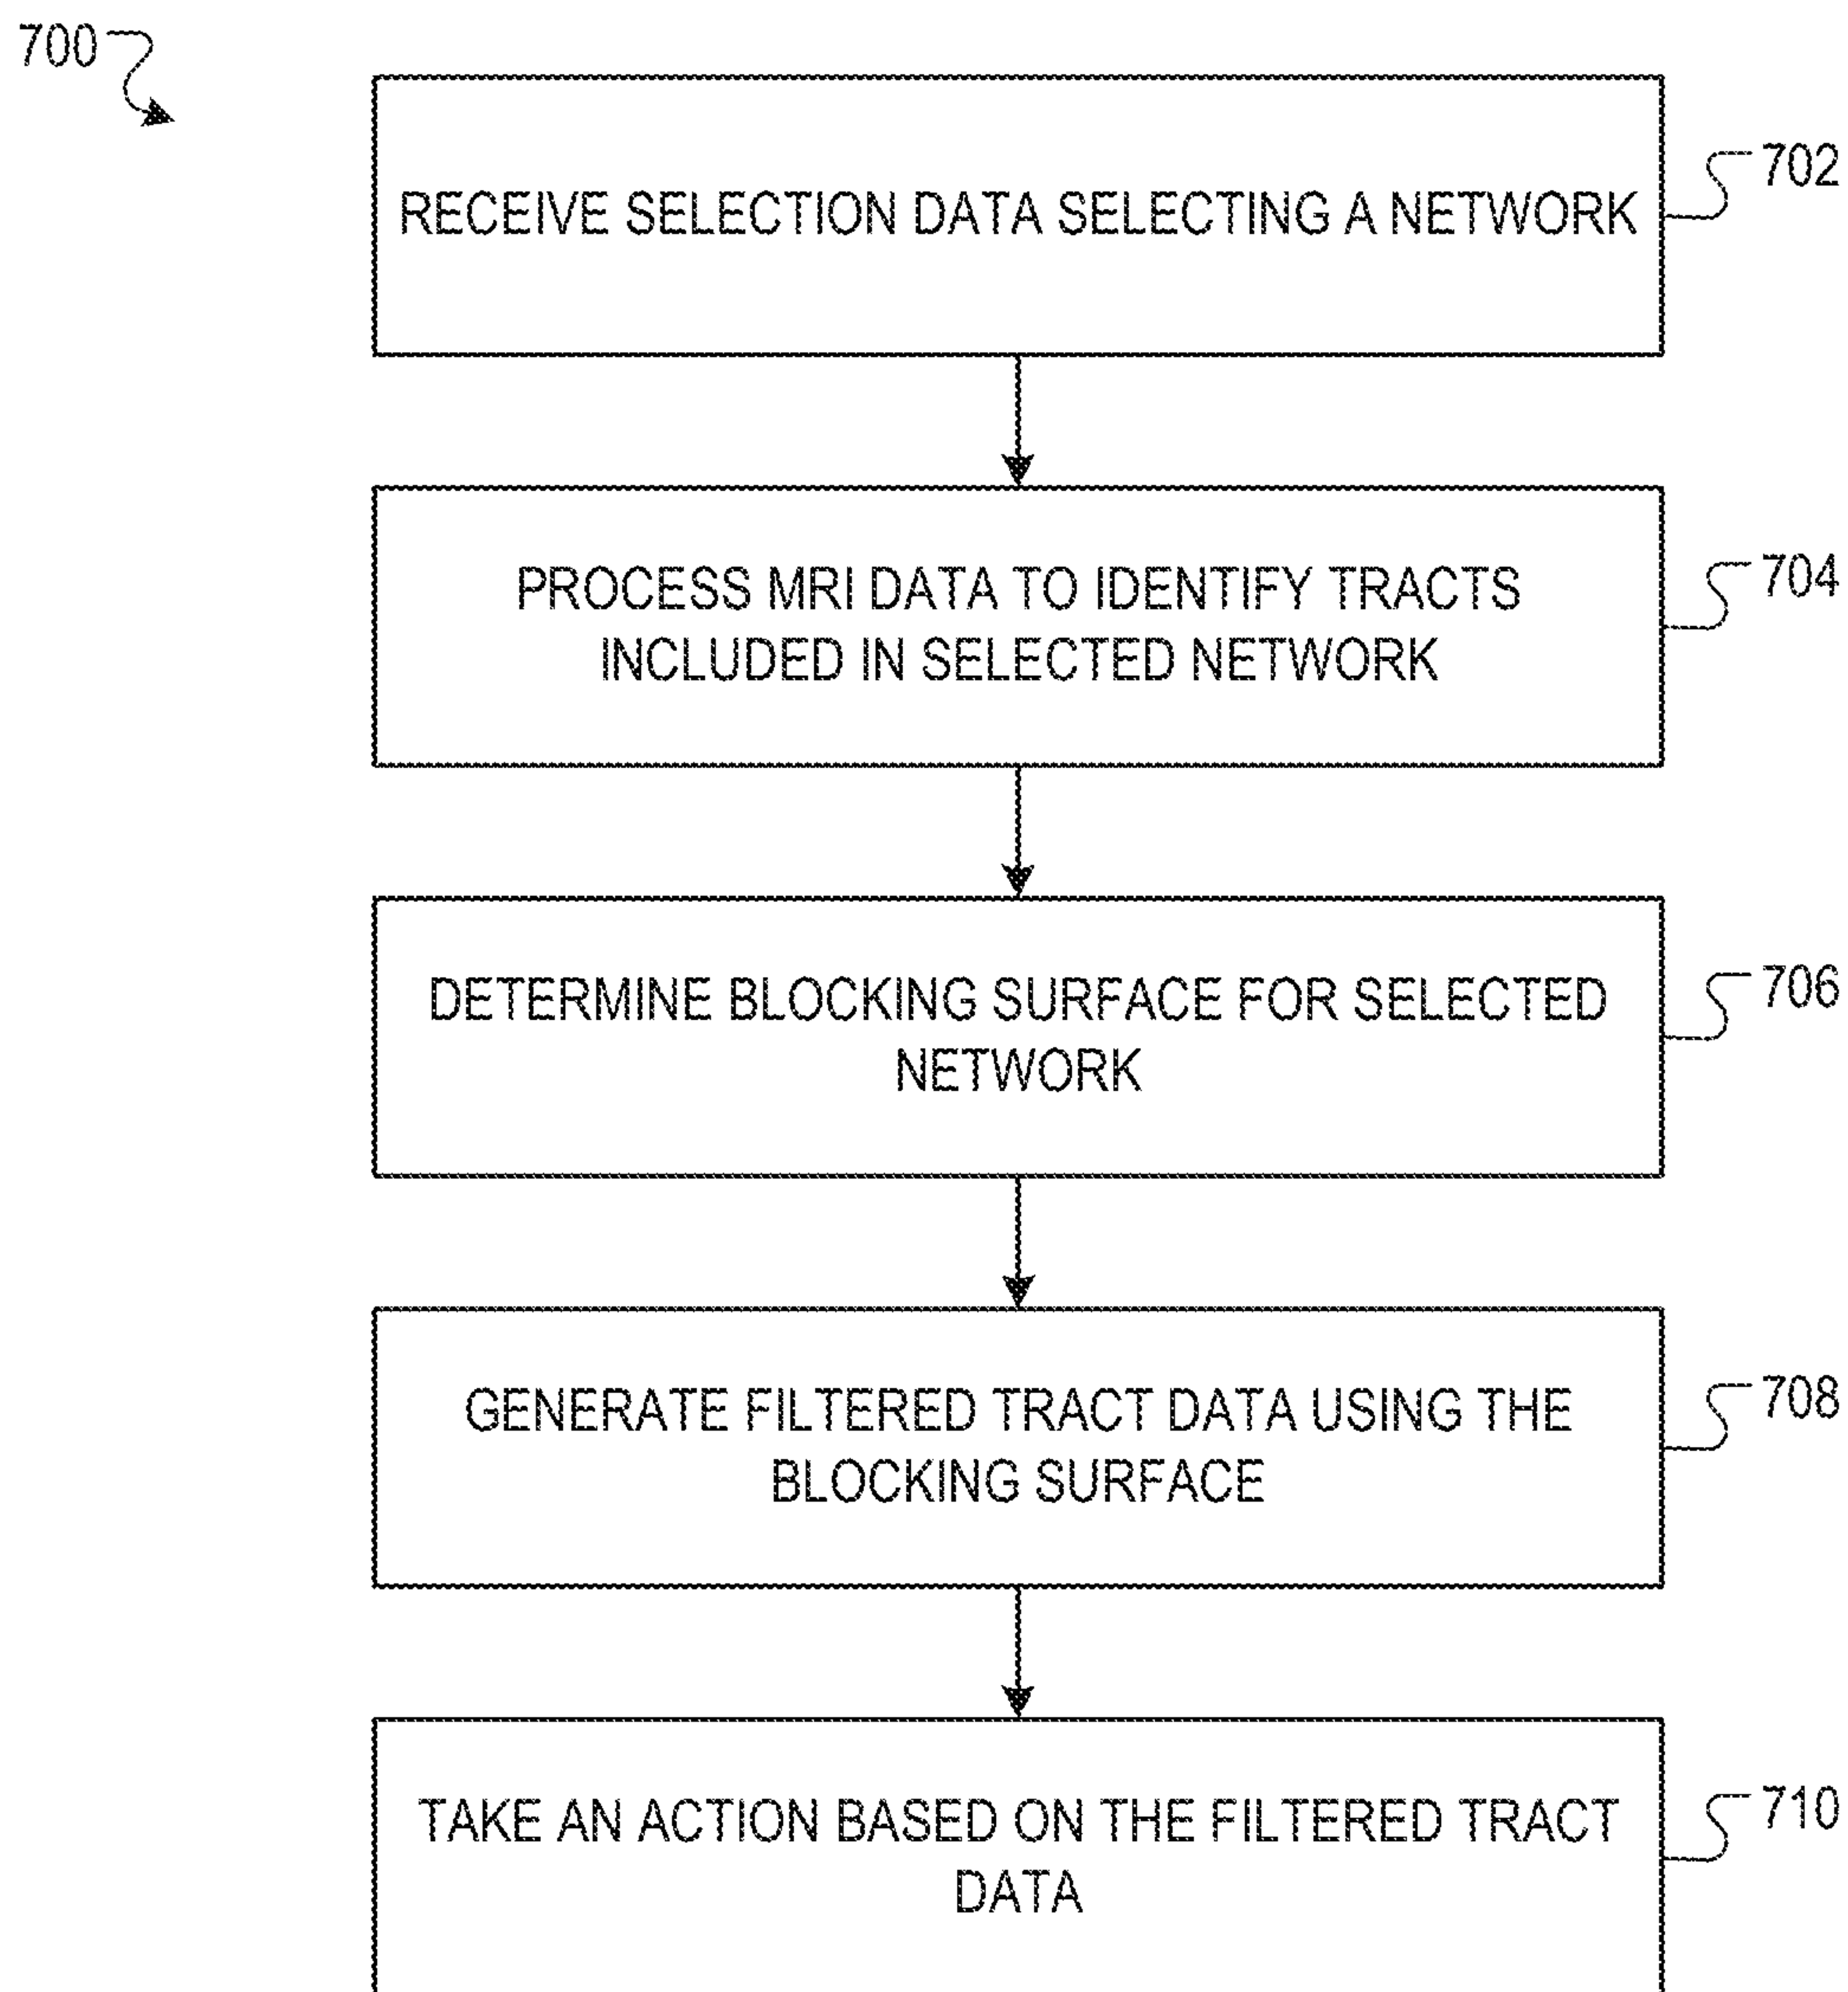 700
RECEIVE SELECTION DATA SELECTING A NETWORK
702
PROCESS MRI DATA TO IDENTIFY TRACTS
INCLUDED IN SELECTED NETWORK
704
DETERMINE BLOCKING SURFACE FOR SELECTED
NETWORK
706
GENERATE FILTERED TRACT DATA USING THE
BLOCKING SURFACE
708
TAKE AN ACTION BASED ON THE FILTERED TRACT
DATA
710